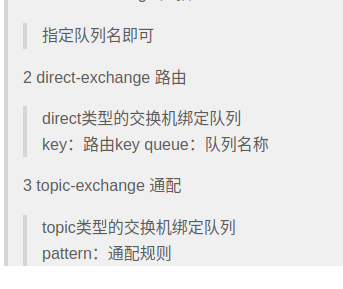 指定队列名即可
2 direct-exchange 路由
direct类型的交换机绑定队列
key：路由key queue：队列名称
3 topic-exchange 通配
topic类型的交换机绑定队列
pattern：通配规则